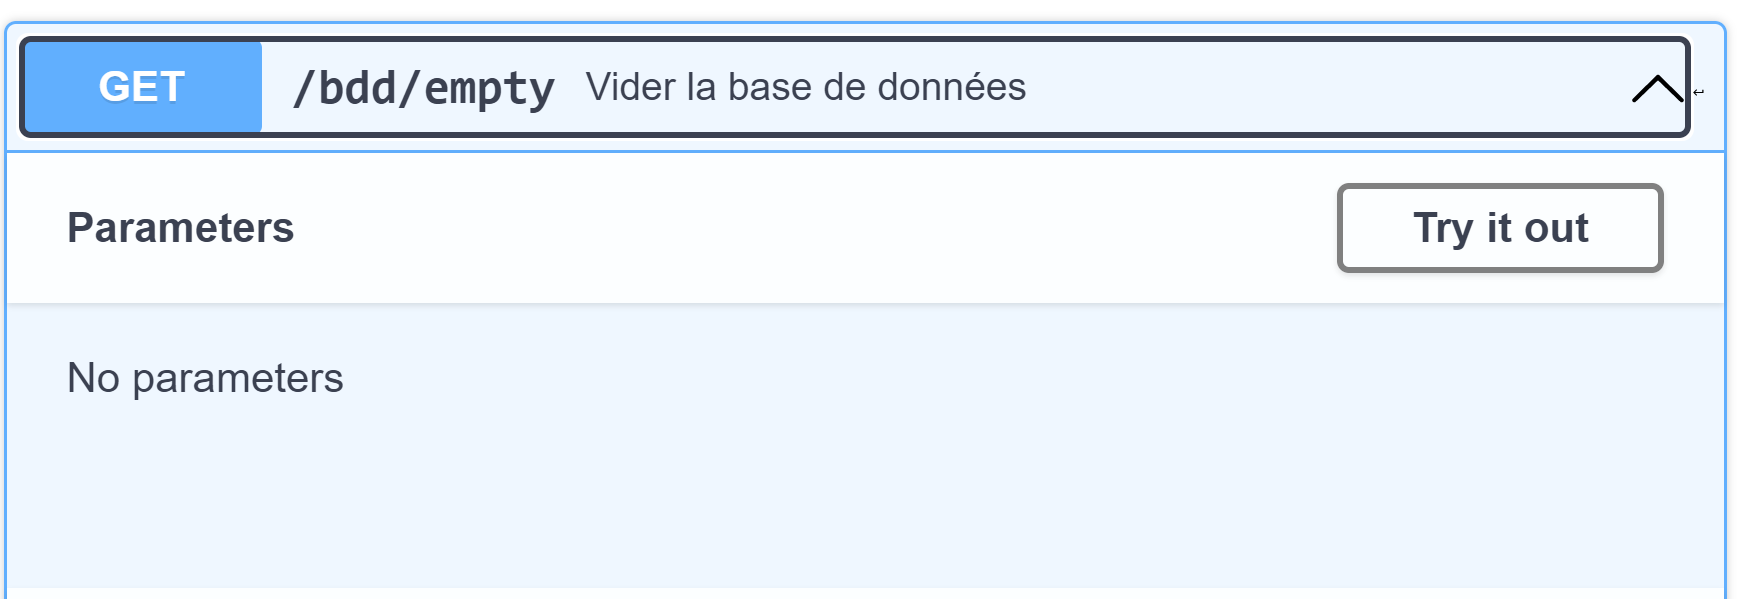 GET /bdd/empty Vider la base de données
Parameters Try it out
No parameters